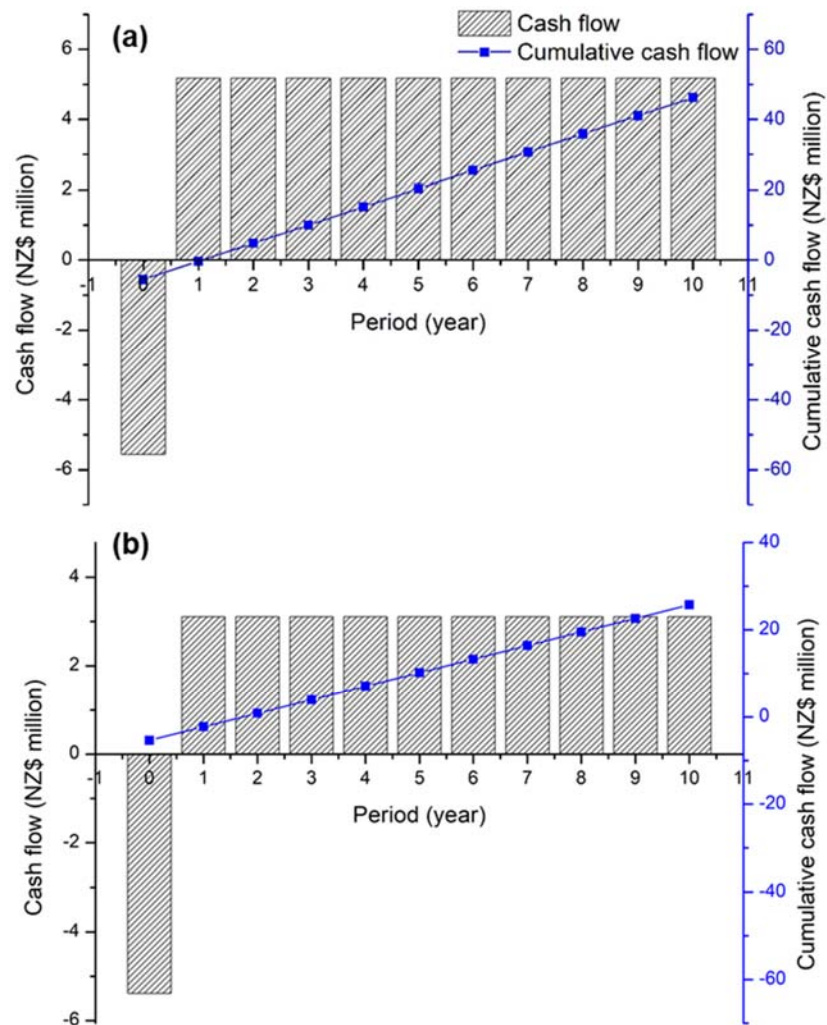 (a)
Cash flow
Cumulative cash flow
6
4
2
0
-2
-4
-6
Cash flow (NZ$ million)
60
40
20
0
-20
-40
-60
Cumulative cash flow (NZ$ million)
-1 0 1 2 3 4 5 6 7 8 9 10 11
Period (year)
(b)
4
2
0
-2
-4
-6
Cash flow (NZ$ million)
40
20
0
-20
-40
-60
Cumulative cash flow (NZ$ million)
-1 0 1 2 3 4 5 6 7 8 9 10 11
Period (year)